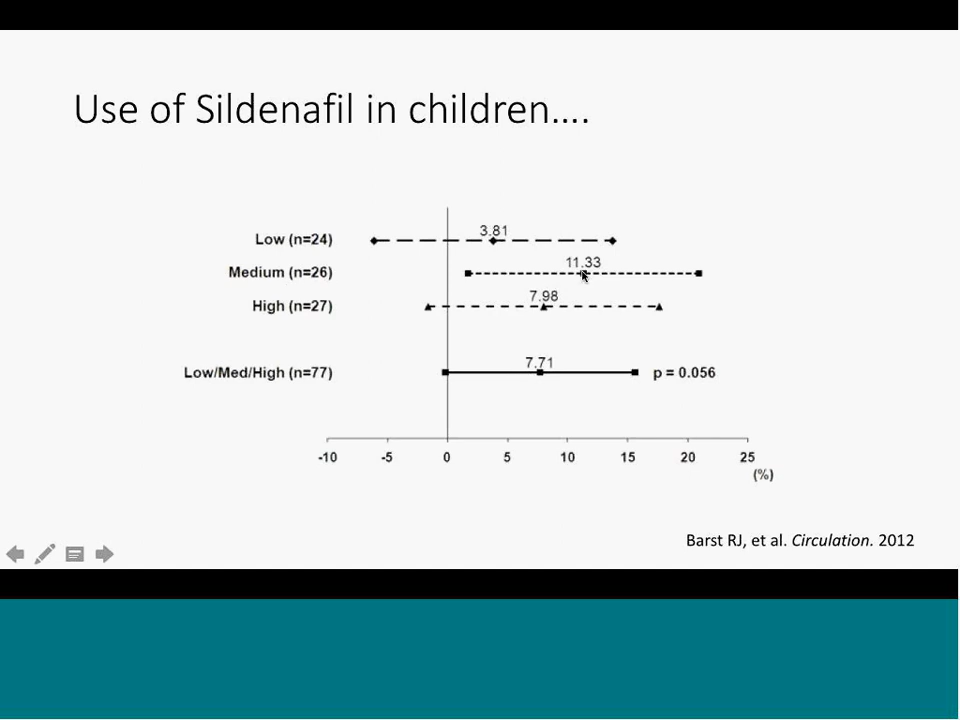 Use of Sildenafil in children....
Low (n=24)
3.81
Medium (n=26)
11.33
High (n=27)
7.98
Low/Med/High (n=77)
7.71
p = 0.056
-10 -5 0 5 10 15 20 25
(%)
Barst RJ, et al. Circulation. 2012